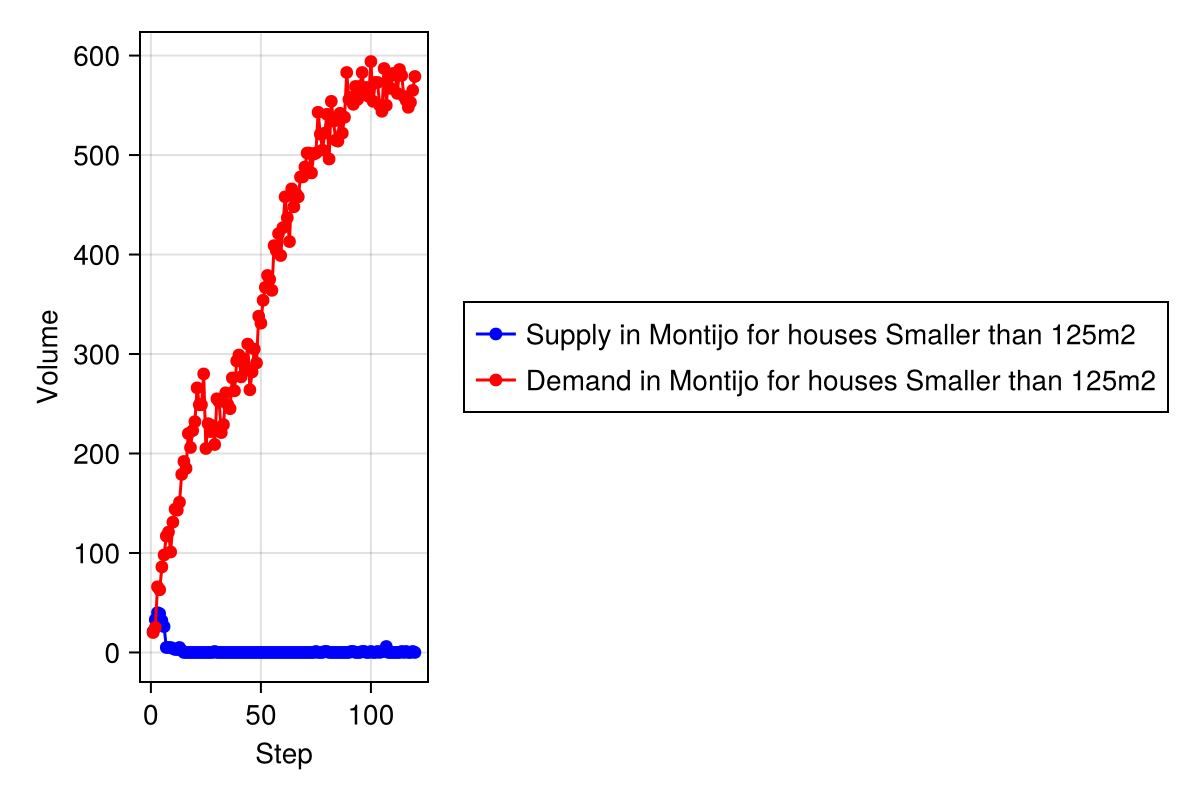 600
500
400
300
200
100
0
Volume
0 50 100
Step
Supply in Montijo for houses Smaller than 125m2
Demand in Montijo for houses Smaller than 125m2